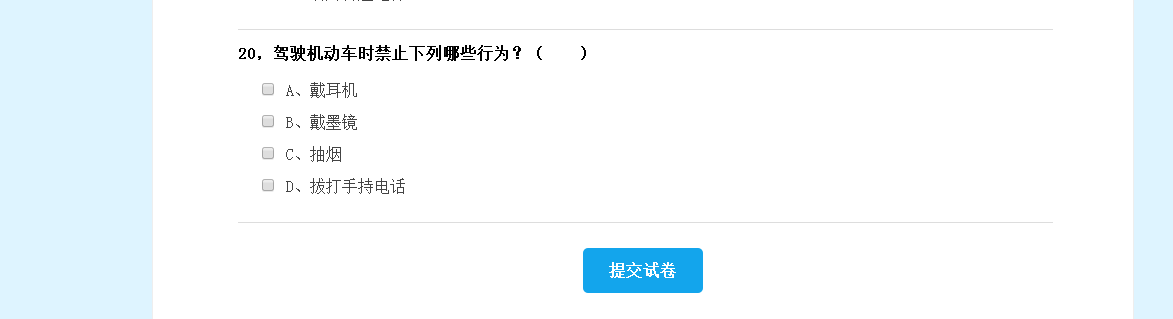 20，驾驶机动车时禁止下列哪些行为？（　　）
A、戴耳机
B、戴墨镜
C、抽烟
D、拔打手持电话
提交试卷